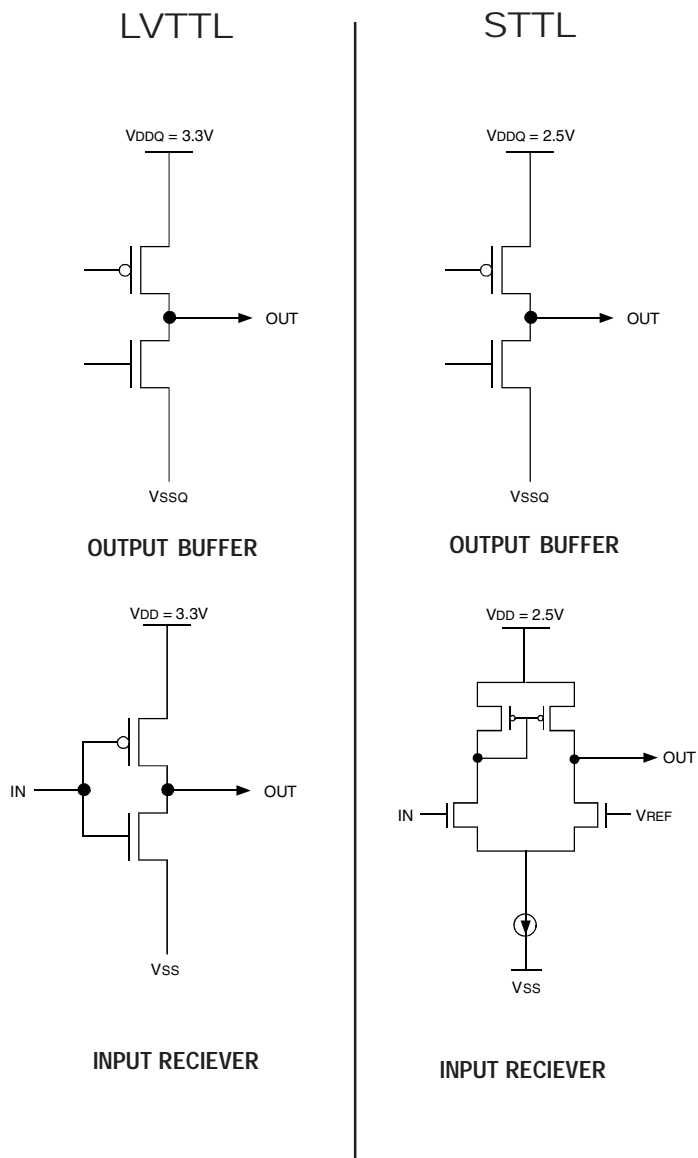 LVTTL
VDDQ = 3.3V
OUT
VSSQ
OUTPUT BUFFER
VDD = 3.3V
IN
OUT
VSS
INPUT RECIEVER
STTL
VDDQ = 2.5V
OUT
VSSQ
OUTPUT BUFFER
VDD = 2.5V
OUT
IN
VREF
VSS
INPUT RECIEVER